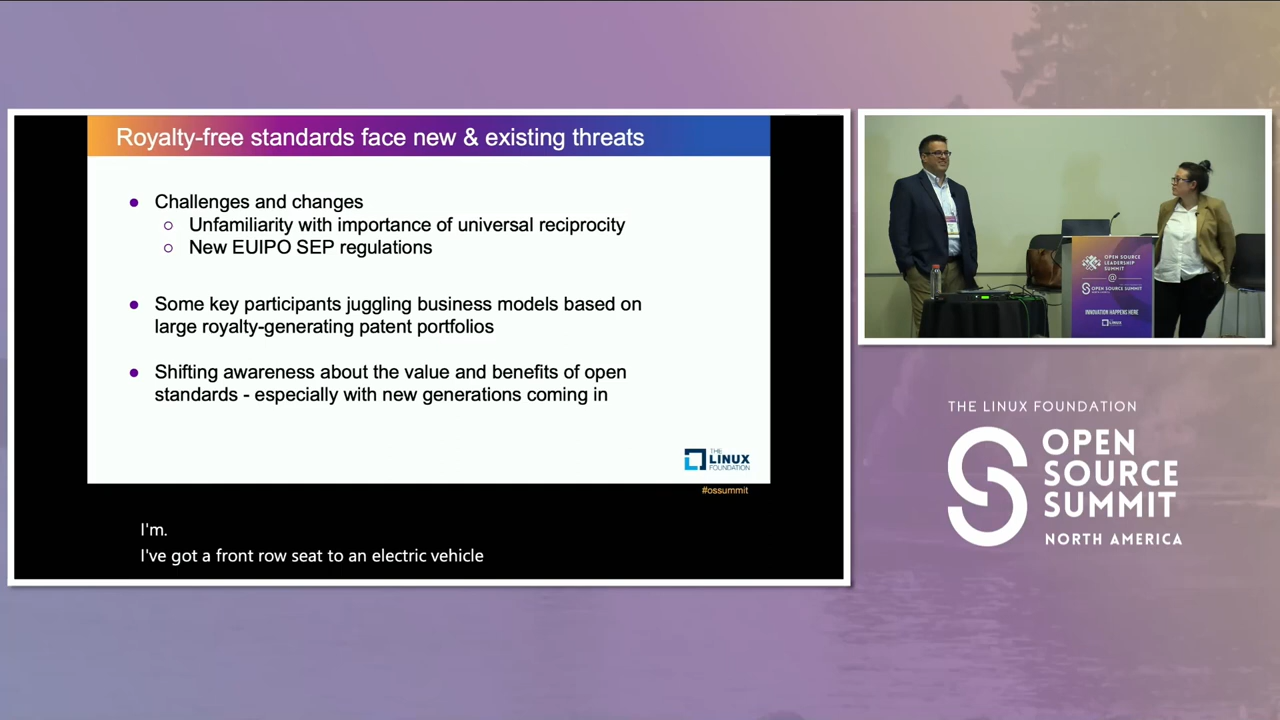 Royalty-free standards face new & existing threats
● Challenges and changes
○ Unfamiliarity with importance of universal reciprocity
○ New EUIPO SEP regulations
● Some key participants juggling business models based on
large royalty-generating patent portfolios
● Shifting awareness about the value and benefits of open
standards - especially with new generations coming in
THE
LINUX
FOUNDATION
#ossummit
I'm.
I've got a front row seat to an electric vehicle
OPEN SOURCE
LEADERSHIP
SUMMIT
@
OPEN SOURCE SUMMIT
INNOVATION HAPPENS HERE
LINUX
THE LINUX FOUNDATION
OPEN
SOURCE
SUMMIT
NORTH AMERICA